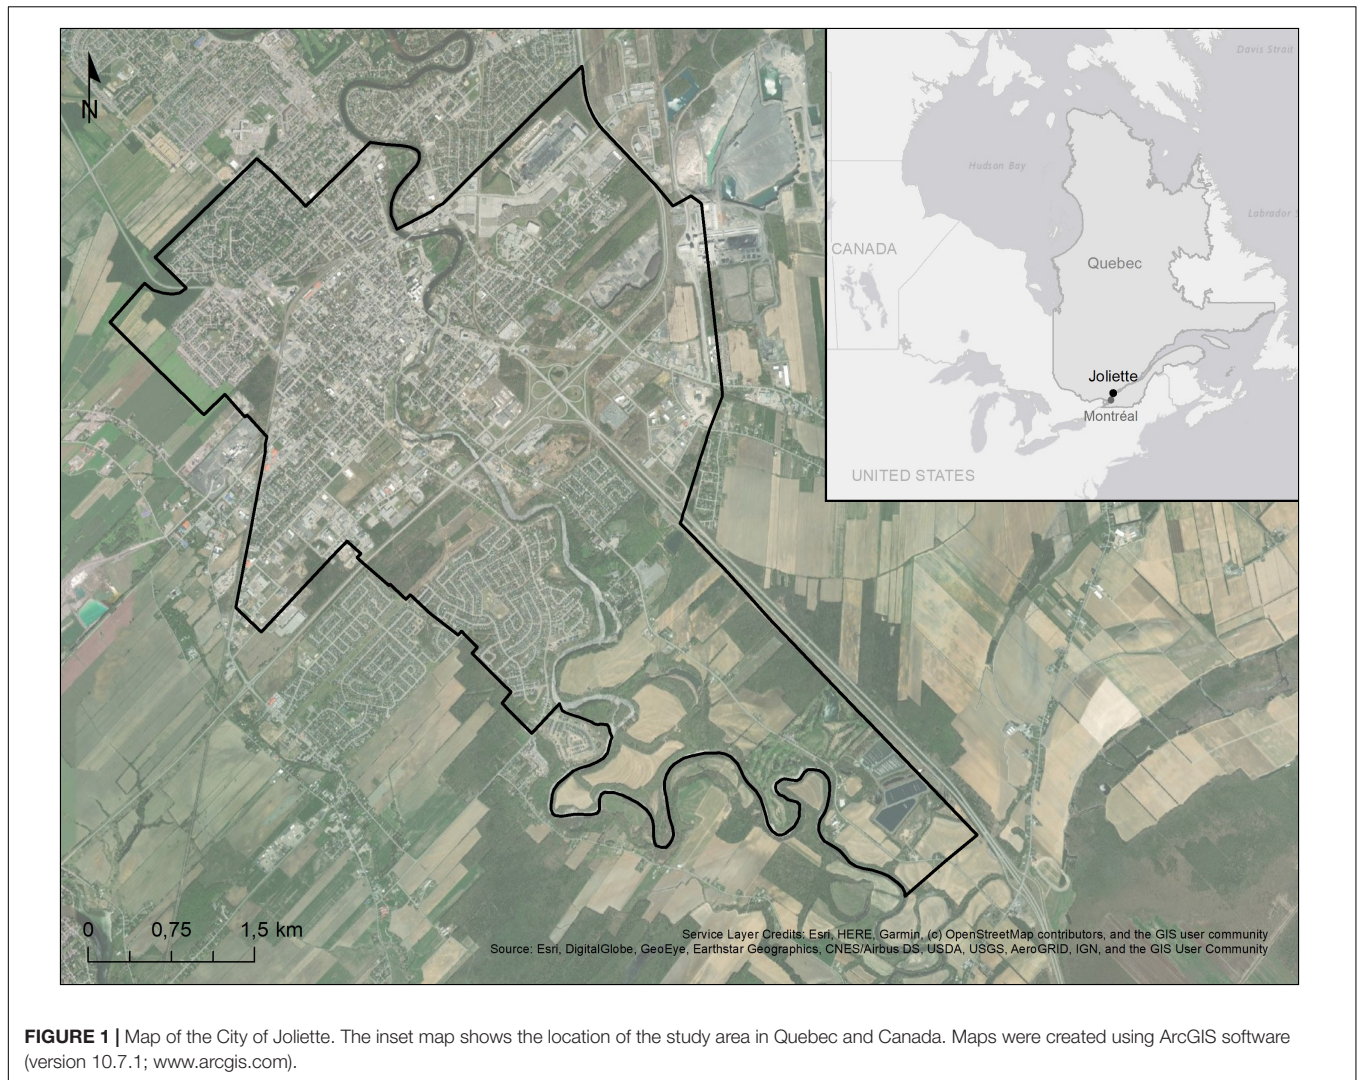 N
Davis Strait
Hudson Bay
Labrador S
CANADA
Quebec
Joliette
Montréal
UNITED STATES
0 0,75 1,5 km
Service Layer Credits: Esri, HERE, Garmin, (c) OpenStreetMap contributors, and the GIS user community
Source: Esri, DigitalGlobe, GeoEye, Earthstar Geographics, CNES/Airbus DS, USDA, USGS, AeroGRID, IGN, and the GIS User Community
FIGURE 1 | Map of the City of Joliette. The inset map shows the location of the study area in Quebec and Canada. Maps were created using ArcGIS software
(version 10.7.1; www.arcgis.com).